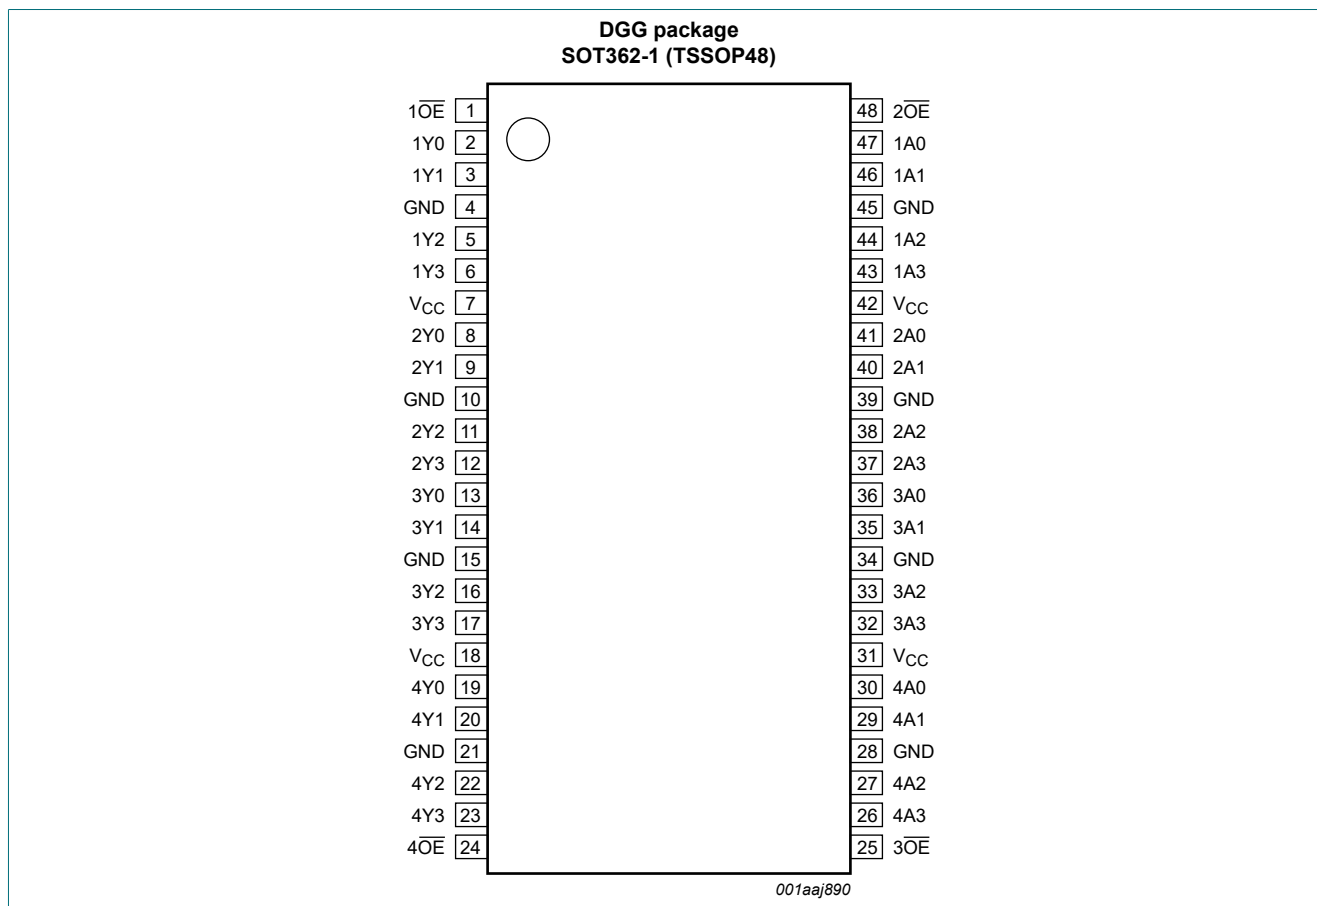 DGG package
SOT362-1 (TSSOP48)
1O̅E̅ 1 48 2O̅E̅
1Y0 2 47 1A0
1Y1 3 46 1A1
GND 4 45 GND
1Y2 5 44 1A2
1Y3 6 43 1A3
VCC 7 42 VCC
2Y0 8 41 2A0
2Y1 9 40 2A1
GND 10 39 GND
2Y2 11 38 2A2
2Y3 12 37 2A3
3Y0 13 36 3A0
3Y1 14 35 3A1
GND 15 34 GND
3Y2 16 33 3A2
3Y3 17 32 3A3
VCC 18 31 VCC
4Y0 19 30 4A0
4Y1 20 29 4A1
GND 21 28 GND
4Y2 22 27 4A2
4Y3 23 26 4A3
4O̅E̅ 24 25 3O̅E̅
001aaj890